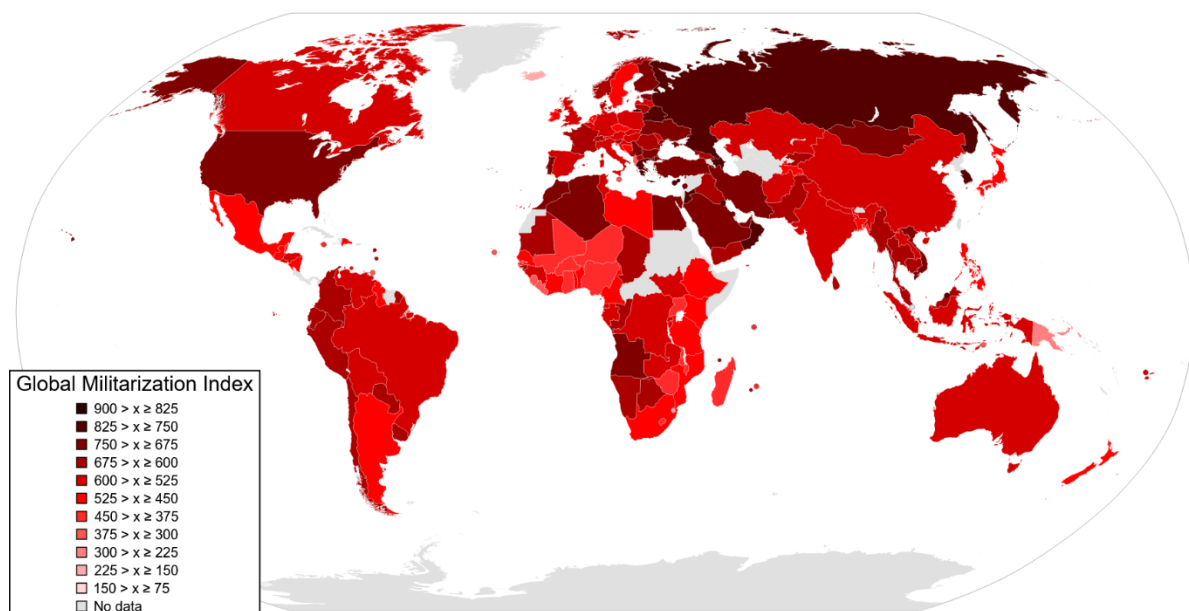 Global Militarization Index
900 > x ≥ 825
825 > x ≥ 750
750 > x ≥ 675
675 > x ≥ 600
600 > x ≥ 525
525 > x ≥ 450
450 > x ≥ 375
375 > x ≥ 300
300 > x ≥ 225
225 > x ≥ 150
150 > x ≥ 75
No data